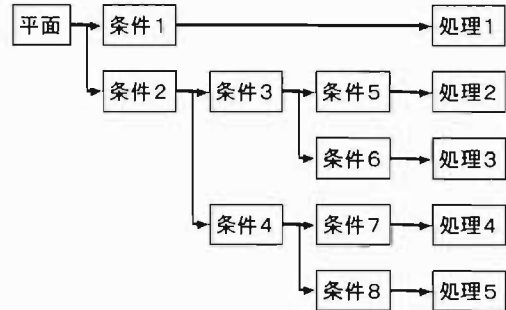 平面 条件1 処理1
条件2 条件3 条件5 処理2
条件6 処理3
条件4 条件7 処理4
条件8 処理5